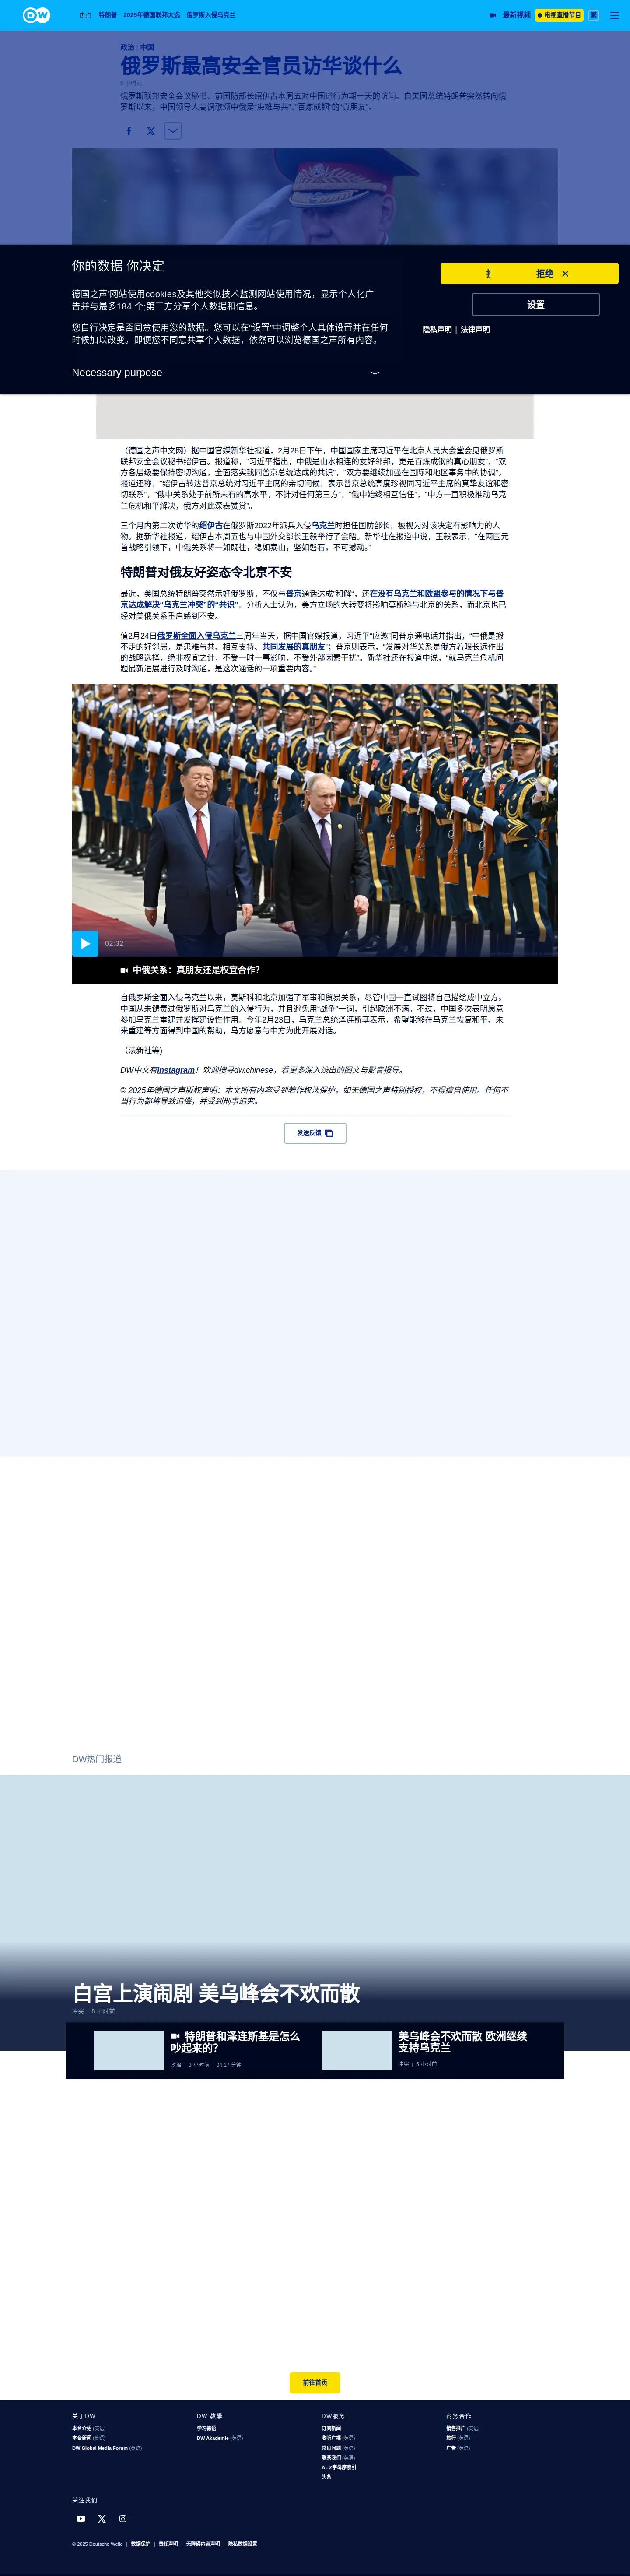 DW
焦点 特朗普 2025年德国联邦大选 俄罗斯入侵乌克兰
最新视频 电视直播节目 繁
政治 | 中国
俄罗斯最高安全官员访华谈什么
5 小时前
俄罗斯联邦安全会议秘书、前国防部长绍伊古本周五对中国进行为期一天的访问。自美国总统特朗普突然转向俄
罗斯以来，中国领导人高调歌颂中俄是“患难与共”、“百炼成钢”的“真朋友”。
你的数据 你决定
德国之声'网站使用cookies及其他类似技术监测网站使用情况，显示个人化广
告并与最多184 个;第三方分享个人数据和信息。
您自行决定是否同意使用您的数据。您可以在"设置"中调整个人具体设置并在任何
时候加以改变。即便您不同意共享个人数据，依然可以浏览德国之声所有内容。
Necessary purpose
拒绝
设置
隐私声明 | 法律声明
（德国之声中文网）据中国官媒新华社报道，2月28日下午，中国国家主席习近平在北京人民大会堂会见俄罗斯
联邦安全会议秘书绍伊古。报道称，“习近平指出，中俄是山水相连的友好邻邦，更是百炼成钢的真心朋友”，“双
方各层级要保持密切沟通，全面落实我同普京总统达成的共识”，“双方要继续加强在国际和地区事务中的协调”。
报道还称，“绍伊古转达普京总统对习近平主席的亲切问候，表示普京总统高度珍视同习近平主席的真挚友谊和密
切联系”，“俄中关系处于前所未有的高水平，不针对任何第三方”，“俄中始终相互信任”，“中方一直积极推动乌克
兰危机和平解决，俄方对此深表赞赏”。
三个月内第二次访华的绍伊古在俄罗斯2022年派兵入侵乌克兰时担任国防部长，被视为对该决定有影响力的人
物。据新华社报道，绍伊古本周五也与中国外交部长王毅举行了会晤。新华社在报道中说，王毅表示，“在两国元
首战略引领下，中俄关系将一如既往，稳如泰山，坚如磐石，不可撼动。”
特朗普对俄友好姿态令北京不安
最近，美国总统特朗普突然示好俄罗斯，不仅与普京通话达成“和解”，还在没有乌克兰和欧盟参与的情况下与普
京达成解决“乌克兰冲突”的“共识”。分析人士认为，美方立场的大转变将影响莫斯科与北京的关系，而北京也已
经对美俄关系重启感到不安。
值2月24日俄罗斯全面入侵乌克兰三周年当天，据中国官媒报道，习近平“应邀”同普京通电话并指出，“中俄是搬
不走的好邻居，是患难与共、相互支持、共同发展的真朋友”；普京则表示，“发展对华关系是俄方着眼长远作出
的战略选择，绝非权宜之计，不受一时一事影响，不受外部因素干扰”。新华社还在报道中说，“就乌克兰危机问
题最新进展进行及时沟通，是这次通话的一项重要内容。”
02:32
中俄关系：真朋友还是权宜合作？
自俄罗斯全面入侵乌克兰以来，莫斯科和北京加强了军事和贸易关系，尽管中国一直试图将自己描绘成中立方。
中国从未谴责过俄罗斯对乌克兰的入侵行为，并且避免用“战争”一词，引起欧洲不满。不过，中国多次表明愿意
参加乌克兰重建并发挥建设性作用。今年2月23日，乌克兰总统泽连斯基表示，希望能够在乌克兰恢复和平、未
来重建等方面得到中国的帮助，乌方愿意与中方为此开展对话。
（法新社等)
DW中文有Instagram！欢迎搜寻dw.chinese，看更多深入浅出的图文与影音报导。
© 2025年德国之声版权声明：本文所有内容受到著作权法保护，如无德国之声特别授权，不得擅自使用。任何不
当行为都将导致追偿，并受到刑事追究。
发送反馈
DW热门报道
白宫上演闹剧 美乌峰会不欢而散
冲突 | 8 小时前
特朗普和泽连斯基是怎么
吵起来的？
政治 | 3 小时前 | 04:17 分钟
美乌峰会不欢而散 欧洲继续
支持乌克兰
冲突 | 5 小时前
前往首页
关于DW
本台介绍 (英语)
本台新闻 (英语)
DW Global Media Forum (英语)
DW 教學
学习德语
DW Akademie (英语)
DW服务
订阅新闻
收听广播 (英语)
常见问题 (英语)
联系我们 (英语)
A - Z字母序索引
头条
商务合作
销售推广 (英语)
旅行 (英语)
广告 (英语)
关注我们
© 2025 Deutsche Welle | 数据保护 | 责任声明 | 无障碍内容声明 | 隐私数据设置